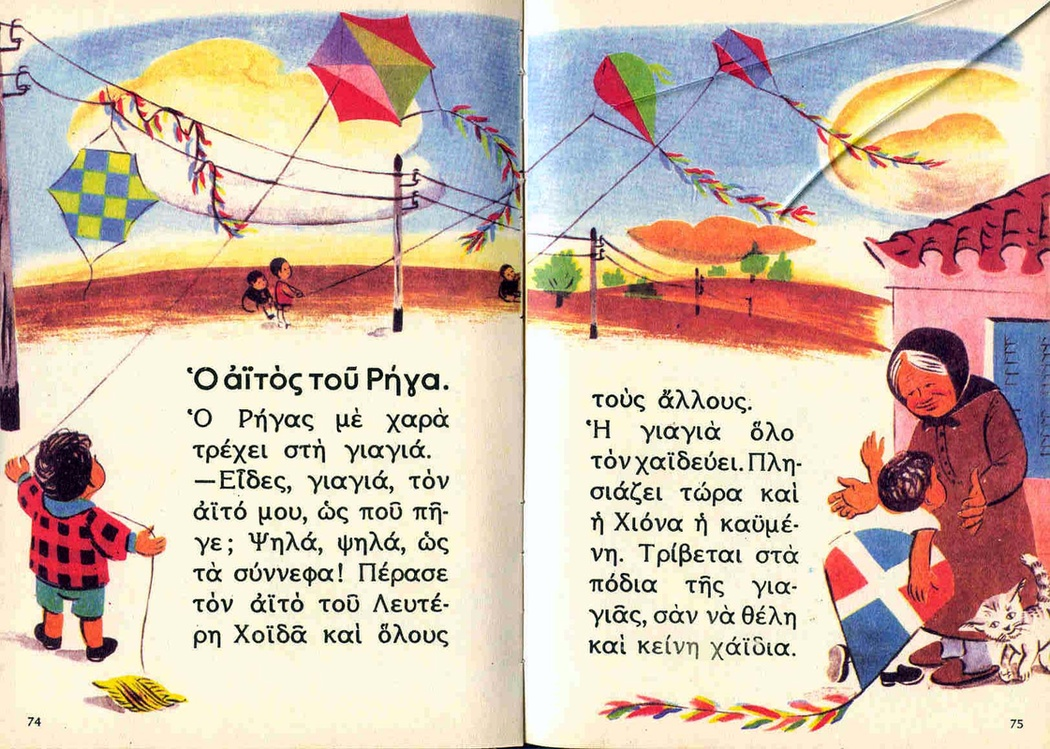 Ὁ ἀϊτὸς τοῦ Ρήγα.
Ὁ Ρήγας μὲ χαρὰ
τρέχει στὴ γιαγιά.
—Εἶδες, γιαγιά, τὸν
ἀϊτό μου, ὡς ποῦ πῆ-
γε; Ψηλά, ψηλά, ὡς
τὰ σύννεφα! Πέρασε
τὸν ἀϊτὸ τοῦ Λευτέ-
ρη Χοϊδᾶ καὶ ὅλους
74
τοὺς ἄλλους.
Ἡ γιαγιὰ ὅλο
τὸν χαϊδεύει. Πλη-
σιάζει τώρα καὶ
ἡ Χιόνα ἡ καϋμέ-
νη. Τρίβεται στὰ
πόδια τῆς για-
γιᾶς, σὰν νὰ θέλη
καὶ κείνη χάϊδια.
75